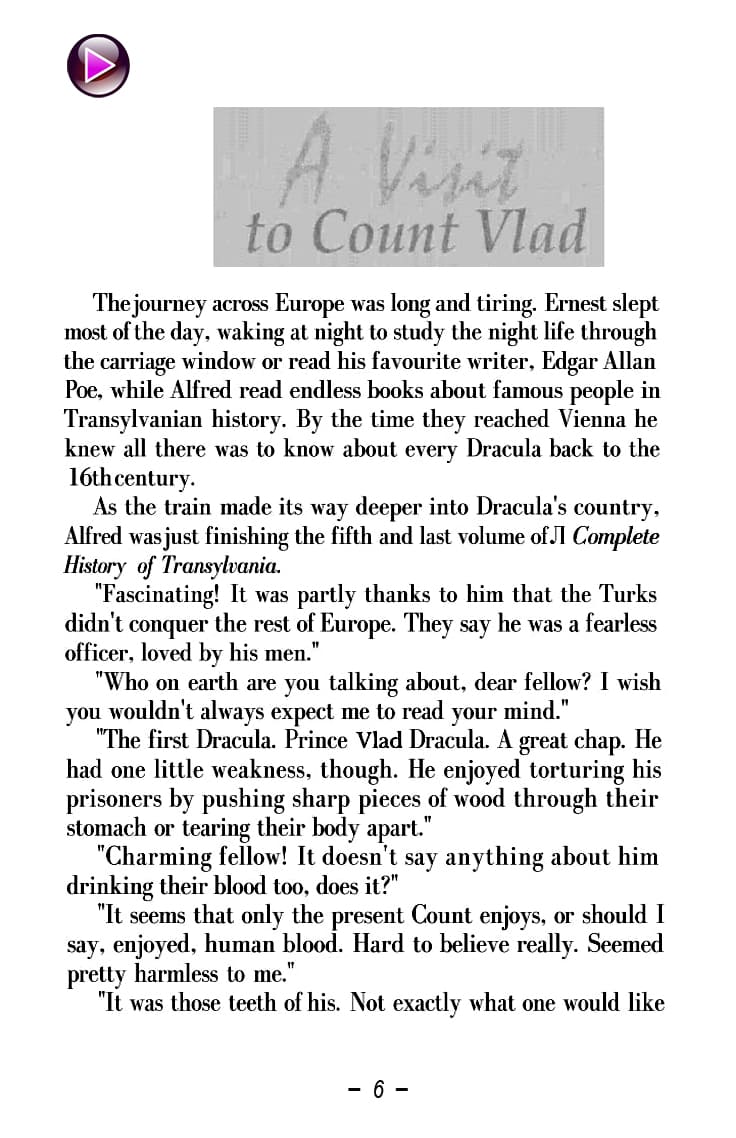 A Visit
to Count Vlad
The journey across Europe was long and tiring. Ernest slept
most of the day, waking at night to study the night life through
the carriage window or read his favourite writer, Edgar Allan
Poe, while Alfred read endless books about famous people in
Transylvanian history. By the time they reached Vienna he
knew all there was to know about every Dracula back to the
16th century.
As the train made its way deeper into Dracula's country,
Alfred was just finishing the fifth and last volume of Л Complete
History of Transylvania.
"Fascinating! It was partly thanks to him that the Turks
didn't conquer the rest of Europe. They say he was a fearless
officer, loved by his men."
"Who on earth are you talking about, dear fellow? I wish
you wouldn't always expect me to read your mind."
"The first Dracula. Prince Vlad Dracula. A great chap. He
had one little weakness, though. He enjoyed torturing his
prisoners by pushing sharp pieces of wood through their
stomach or tearing their body apart."
"Charming fellow! It doesn't say anything about him
drinking their blood too, does it?"
"It seems that only the present Count enjoys, or should I
say, enjoyed, human blood. Hard to believe really. Seemed
pretty harmless to me."
"It was those teeth of his. Not exactly what one would like
– 6 –